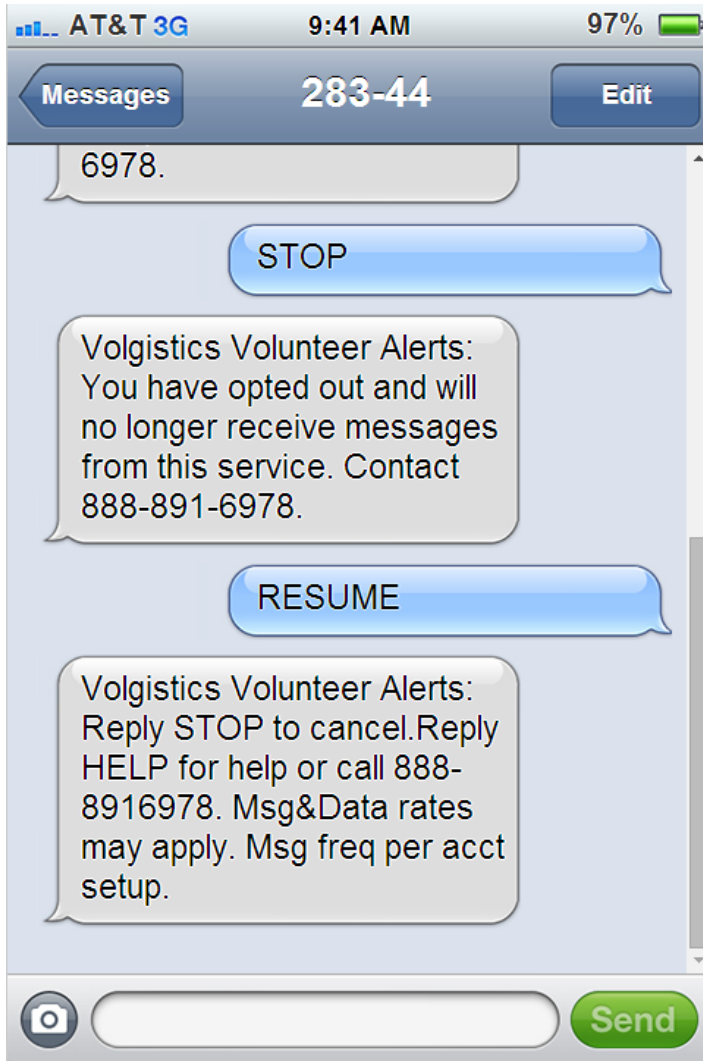 AT&T 3G 9:41 AM 97%
Messages 283-44 Edit
6978.
STOP
Volgistics Volunteer Alerts:
You have opted out and will
no longer receive messages
from this service. Contact
888-891-6978.
RESUME
Volgistics Volunteer Alerts:
Reply STOP to cancel.Reply
HELP for help or call 888-
8916978. Msg&Data rates
may apply. Msg freq per acct
setup.
Send